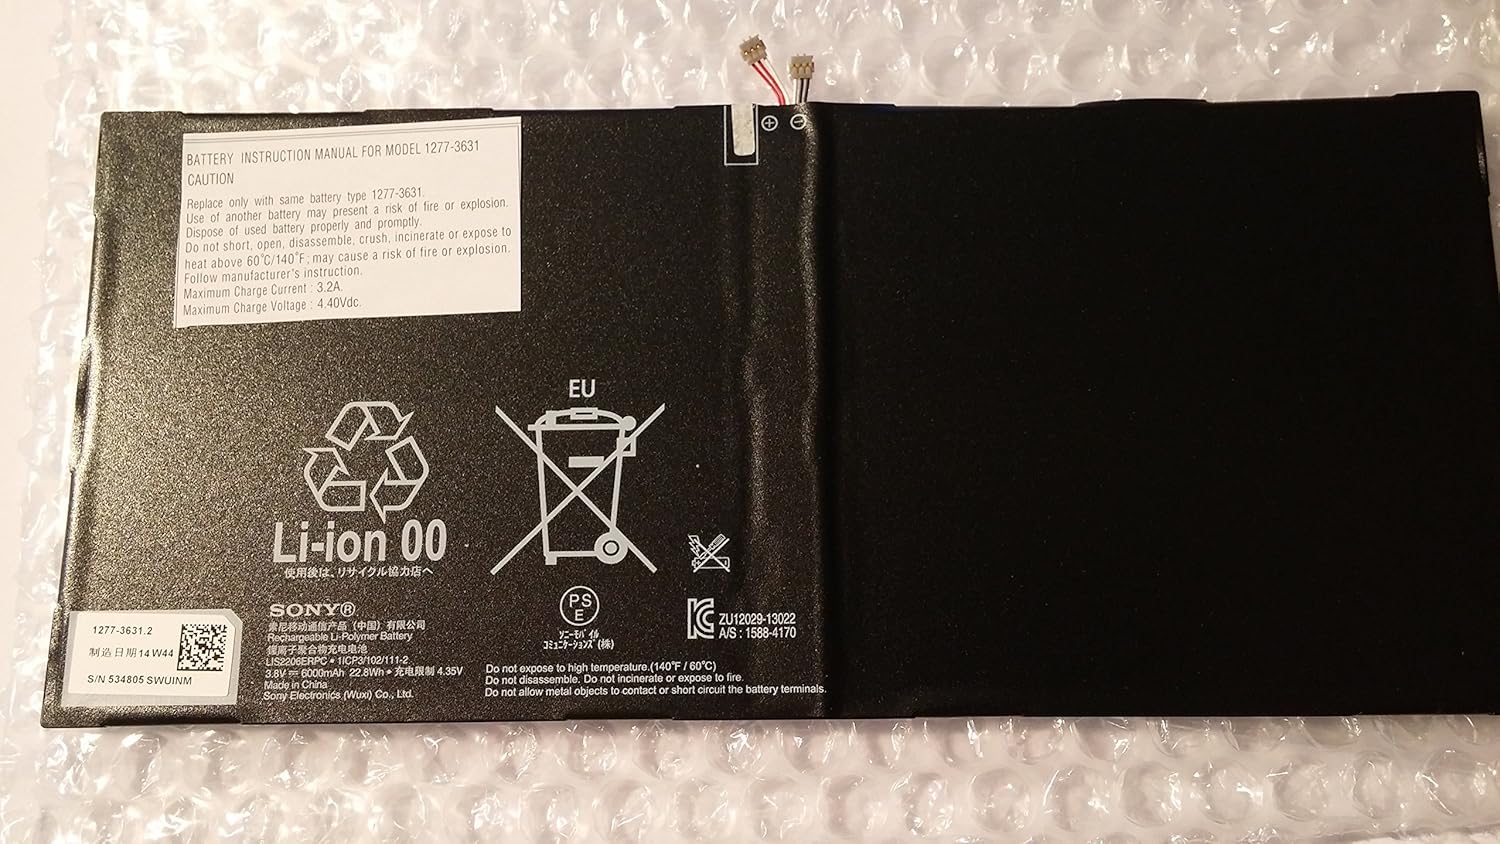 BATTERY INSTRUCTION MANUAL FOR MODEL 1277-3631
CAUTION
Replace only with same battery type 1277-3631.
Use of another battery may present a risk of fire or explosion.
Dispose of used battery properly and promptly.
Do not short, open, disassemble, crush, incinerate or expose to
heat above 60°C/140°F; may cause a risk of fire or explosion.
Follow manufacturer's instruction.
Maximum Charge Current : 3.2A.
Maximum Charge Voltage : 4.40Vdc.
⊕ ⊖
EU
Li-ion 00
使用後は、リサイクル協力店へ
SONY®
索尼移动通信产品（中国）有限公司
Rechargeable Li-Polymer Battery
锂离子聚合物充电电池
LIS2206ERPC • 1ICP3/102/111-2
3.8V ⎓ 6000mAh 22.8Wh • 充电限制 4.35V
Made in China
Sony Electronics (Wuxi) Co., Ltd.
PS
E
ソニーモバイル
コミュニケーションズ(株)
ZU12029-13022
A/S : 1588-4170
Do not expose to high temperature.(140°F / 60°C)
Do not disassemble. Do not incinerate or expose to fire.
Do not allow metal objects to contact or short circuit the battery terminals.
1277-3631.2
制造日期 14W44
S/N 534805 SWUINM